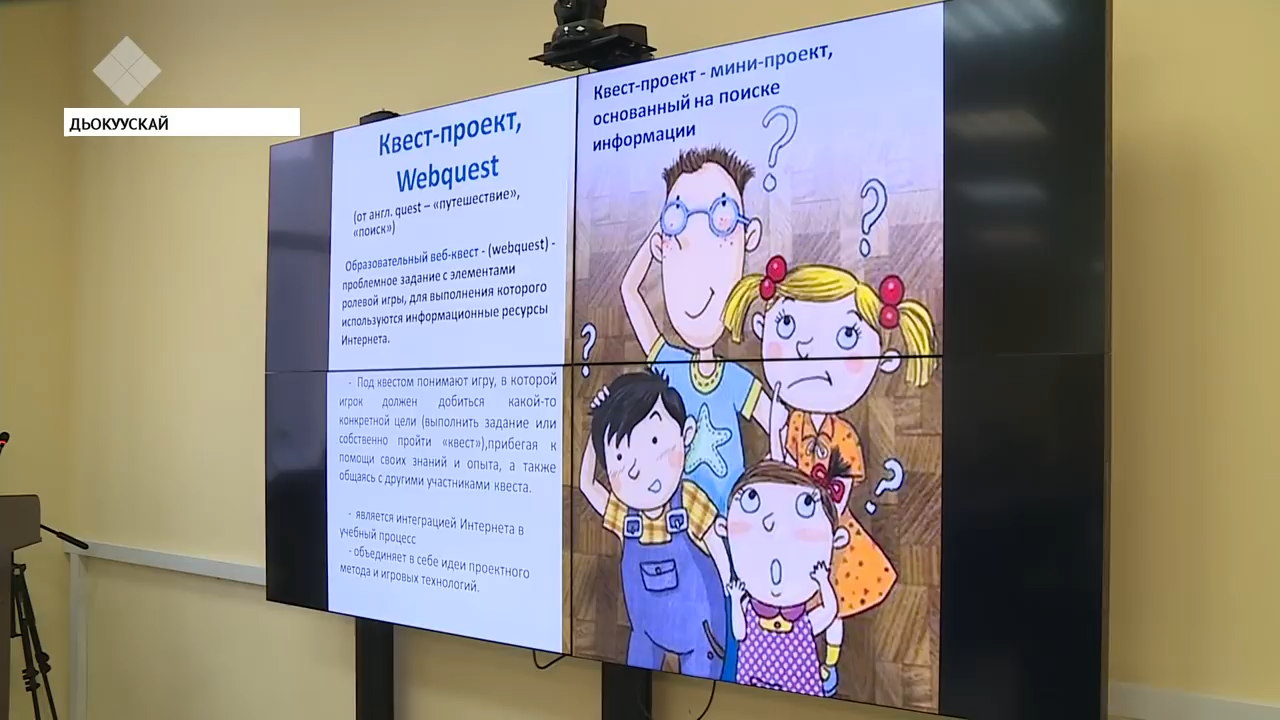 ДЬОКУУСКАЙ
Квест-проект,
Webquest
(от англ. quest – «путешествие»,
«поиск»)
Образовательный веб-квест - (webquest) -
проблемное задание c элементами
ролевой игры, для выполнения которого
используются информационные ресурсы
Интернета.
- Под квестом понимают игру, в которой
игрок должен добиться какой-то
конкретной цели (выполнить задание или
собственно пройти «квест»),прибегая к
помощи своих знаний и опыта, а также
общаясь с другими участниками квеста.
- является интеграцией Интернета в
учебный процесс
- объединяет в себе идеи проектного
метода и игровых технологий.
Квест-проект - мини-проект,
основанный на поиске
информации
?
?
?
?